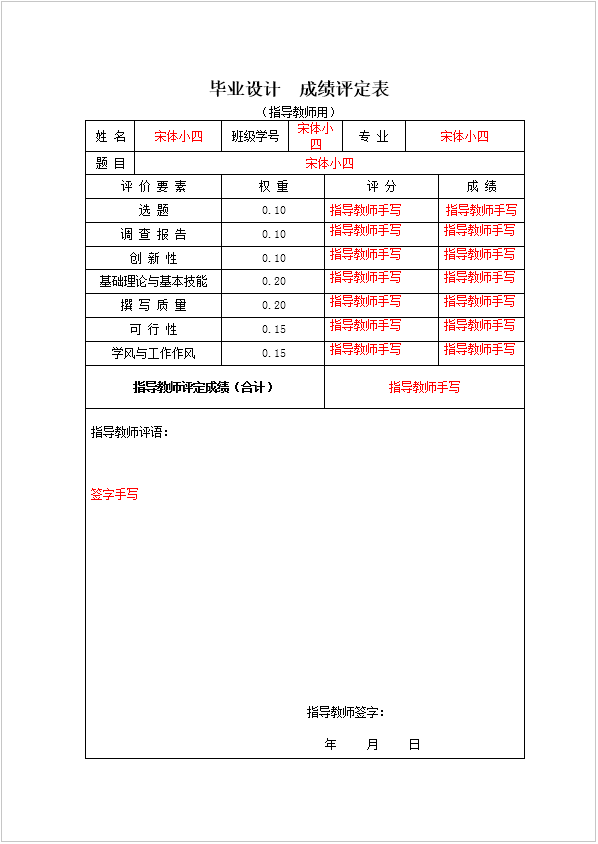 毕业设计 成绩评定表
（指导教师用）
姓 名 宋体小四 班级学号 宋体小四 专 业 宋体小四
题 目 宋体小四
评 价 要 素 权 重 评 分 成 绩
选 题 0.10 指导教师手写 指导教师手写
调 查 报 告 0.10 指导教师手写 指导教师手写
创 新 性 0.10 指导教师手写 指导教师手写
基础理论与基本技能 0.20 指导教师手写 指导教师手写
撰 写 质 量 0.20 指导教师手写 指导教师手写
可 行 性 0.15 指导教师手写 指导教师手写
学风与工作作风 0.15 指导教师手写 指导教师手写
指导教师评定成绩（合计） 指导教师手写
指导教师评语：
签字手写
指导教师签字：
年 月 日